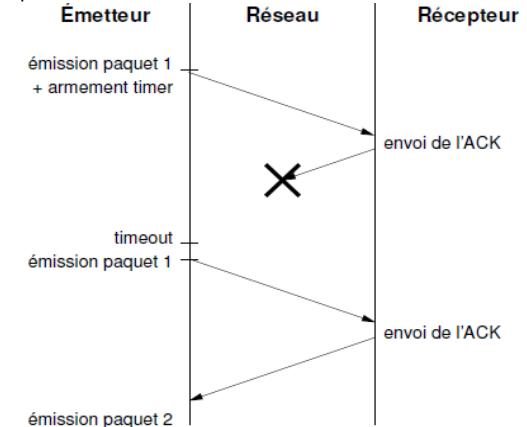 Émetteur Réseau Récepteur
émission paquet 1
+ armement timer
envoi de l'ACK
timeout
émission paquet 1
envoi de l'ACK
émission paquet 2